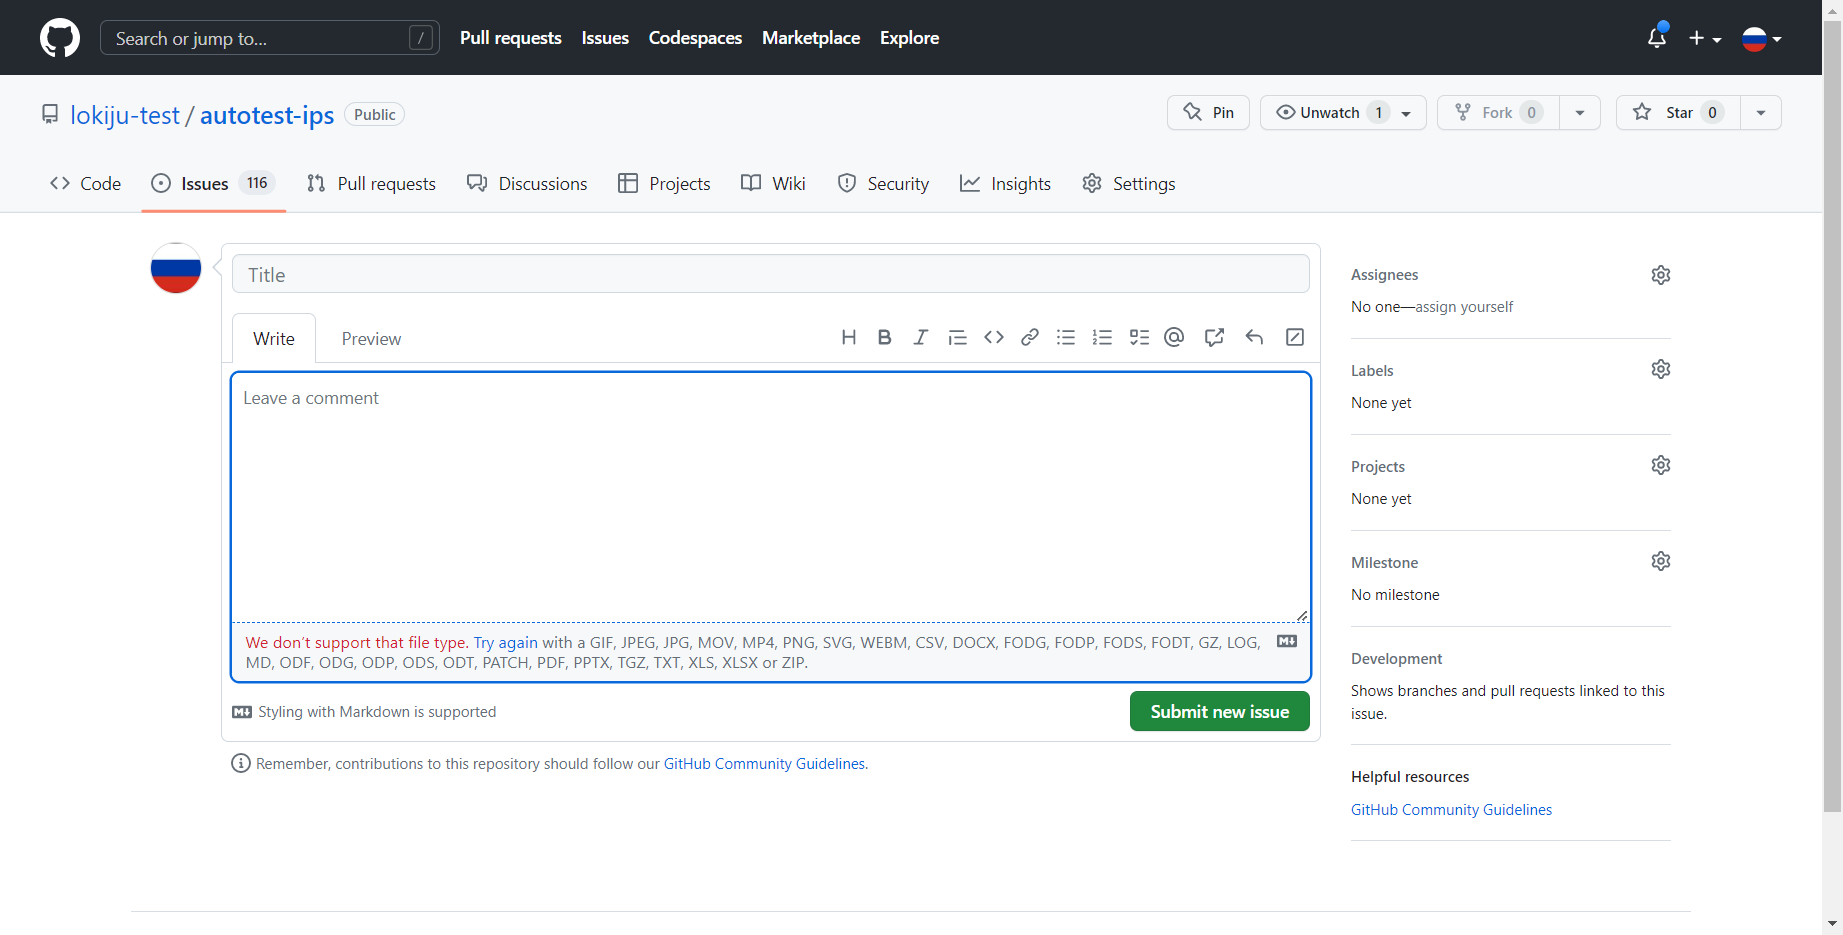 Search or jump to... /
Pull requests Issues Codespaces Marketplace Explore
lokiju-test / autotest-ips Public
Pin Unwatch 1 Fork 0 Star 0
Code Issues 116 Pull requests Discussions Projects Wiki Security Insights Settings
Title
Write Preview
Leave a comment
We don't support that file type. Try again with a GIF, JPEG, JPG, MOV, MP4, PNG, SVG, WEBM, CSV, DOCX, FODG, FODP, FODS, FODT, GZ, LOG,
MD, ODF, ODG, ODP, ODS, ODT, PATCH, PDF, PPTX, TGZ, TXT, XLS, XLSX or ZIP.
Styling with Markdown is supported
Submit new issue
Remember, contributions to this repository should follow our GitHub Community Guidelines.
Assignees
No one—assign yourself
Labels
None yet
Projects
None yet
Milestone
No milestone
Development
Shows branches and pull requests linked to this
issue.
Helpful resources
GitHub Community Guidelines